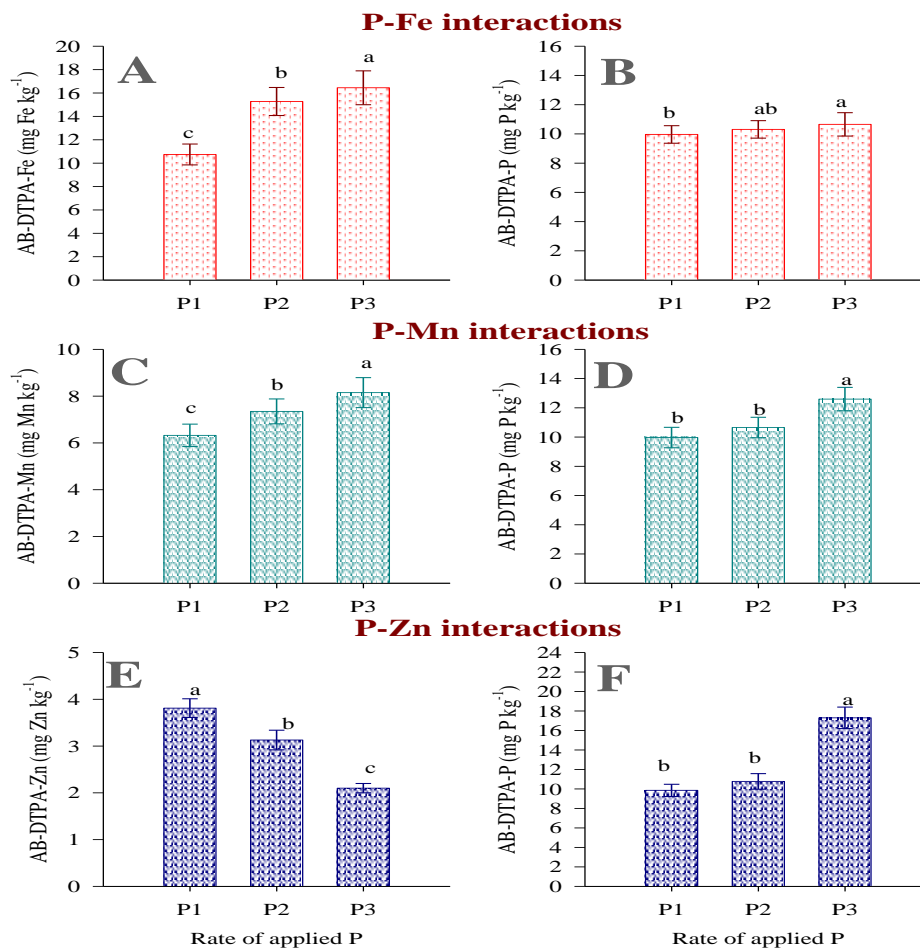 P-Fe interactions
A
AB-DTPA-Fe (mg Fe kg-1)
20
18
16
14
12
10
8
6
4
2
0
c
b
a
P1 P2 P3
B
AB-DTPA-P (mg P kg-1)
16
14
12
10
8
6
4
2
0
b
ab
a
P1 P2 P3
P-Mn interactions
C
AB-DTPA-Mn (mg Mn kg-1)
8
6
4
2
0
c
b
a
P1 P2 P3
D
AB-DTPA-P (mg P kg-1)
16
14
12
10
8
6
4
2
0
b
b
a
P1 P2 P3
P-Zn interactions
E
AB-DTPA-Zn (mg Zn kg-1)
5
4
3
2
1
0
a
b
c
P1 P2 P3
Rate of applied P
F
AB-DTPA-P (mg P kg-1)
24
22
20
18
16
14
12
10
8
6
4
2
0
b
b
a
P1 P2 P3
Rate of applied P